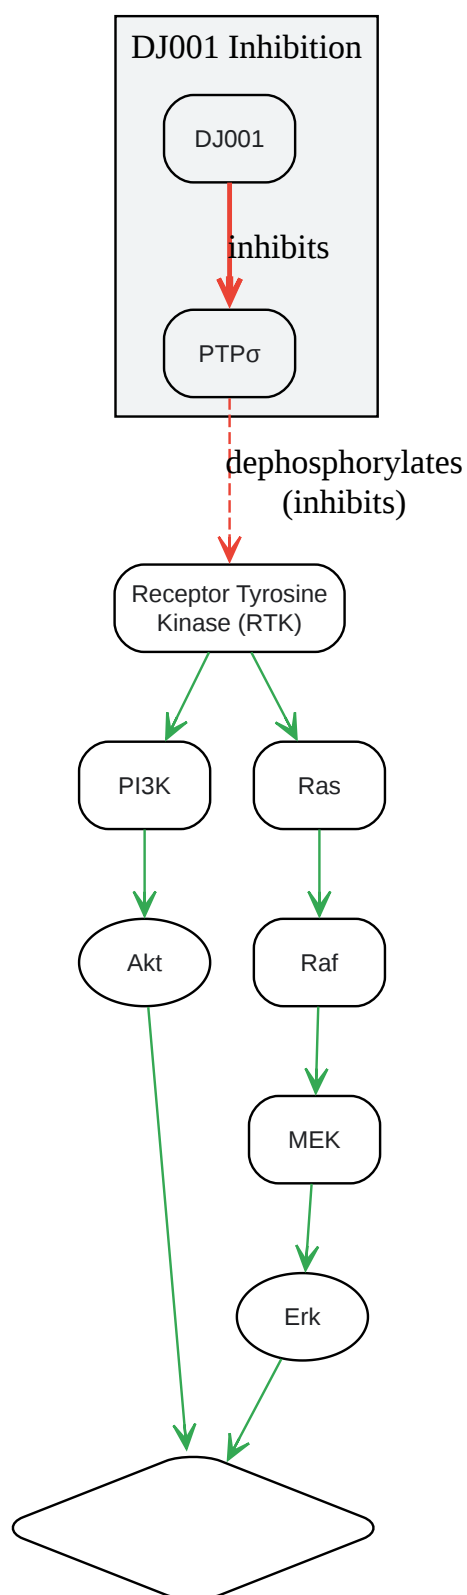 DJ001 Inhibition
DJ001
inhibits
PTPσ
dephosphorylates
(inhibits)
Receptor Tyrosine
Kinase (RTK)
PI3K
Ras
Akt
Raf
MEK
Erk